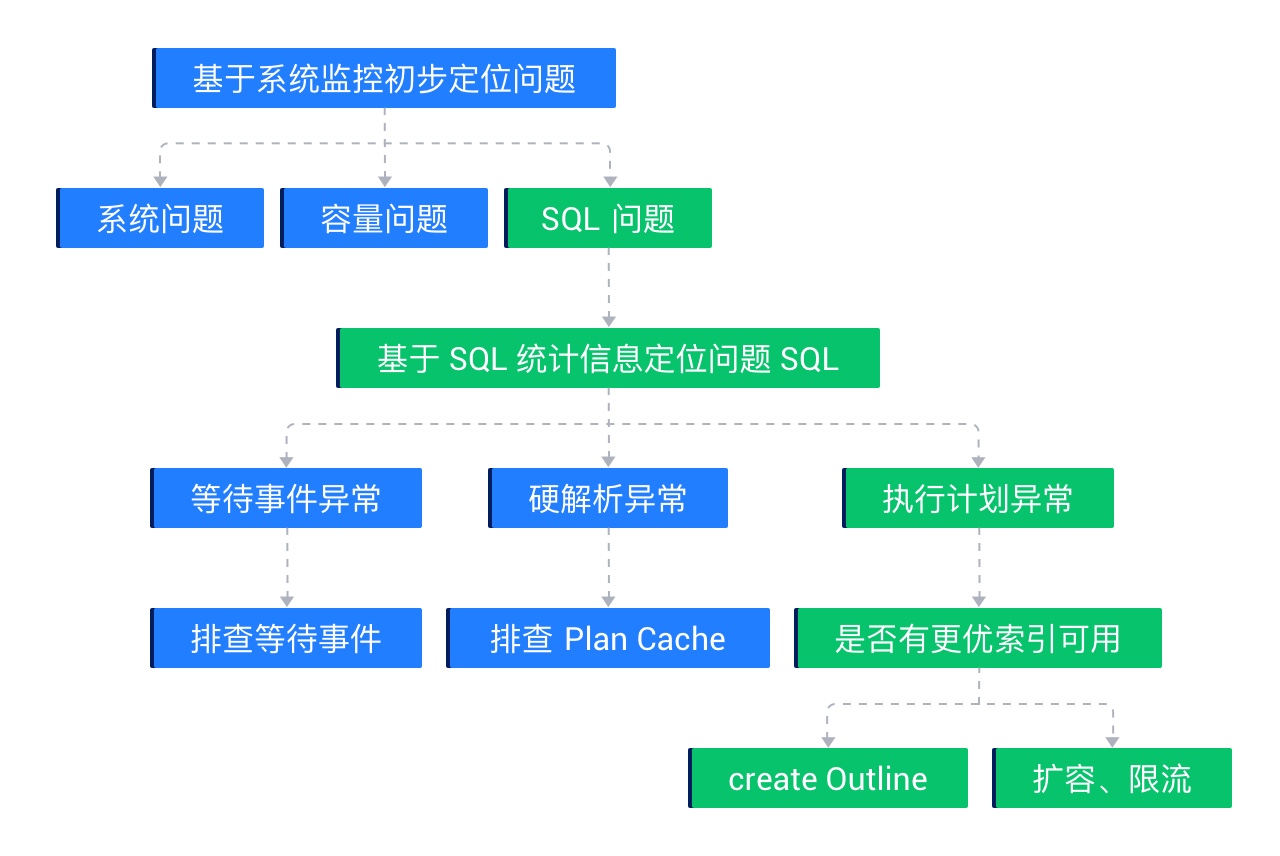 基于系统监控初步定位问题
系统问题
容量问题
SQL 问题
基于 SQL 统计信息定位问题 SQL
等待事件异常
硬解析异常
执行计划异常
排查等待事件
排查 Plan Cache
是否有更优索引可用
create Outline
扩容、限流